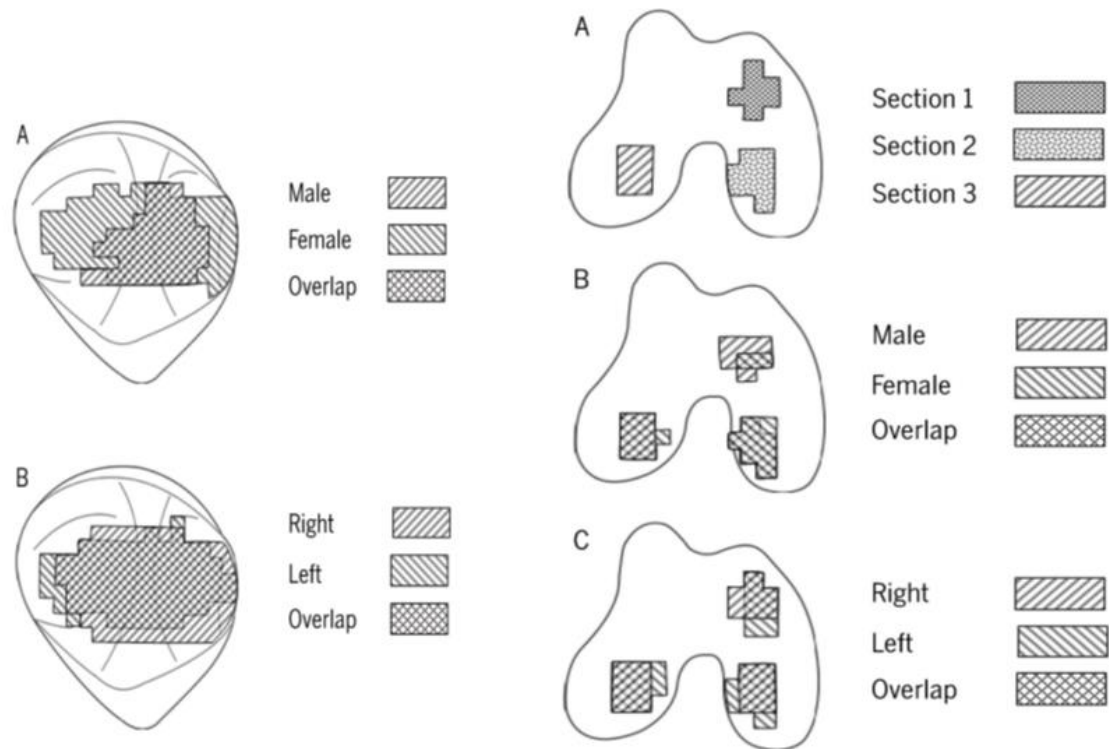 A
Male
Female
Overlap
B
Right
Left
Overlap
A
Section 1
Section 2
Section 3
B
Male
Female
Overlap
C
Right
Left
Overlap